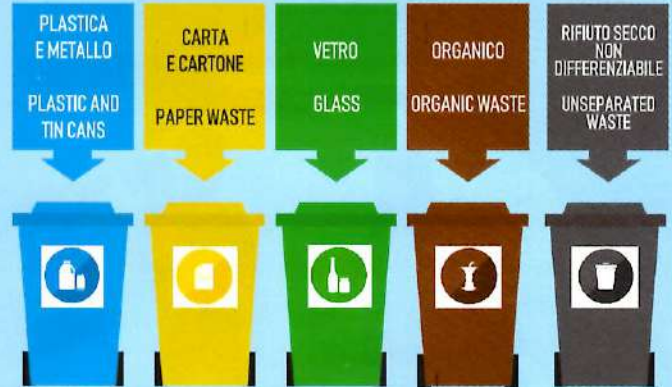 PLASTICA
E METALLO
PLASTIC AND
TIN CANS
CARTA
E CARTONE
PAPER WASTE
VETRO
GLASS
ORGANICO
ORGANIC WASTE
RIFIUTO SECCO
NON
DIFFERENZIABILE
UNSEPARATED
WASTE